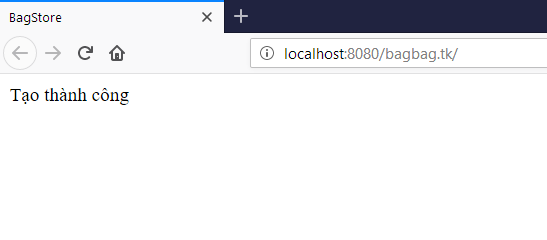 BagStore
localhost:8080/bagbag.tk/
Tạo thành công